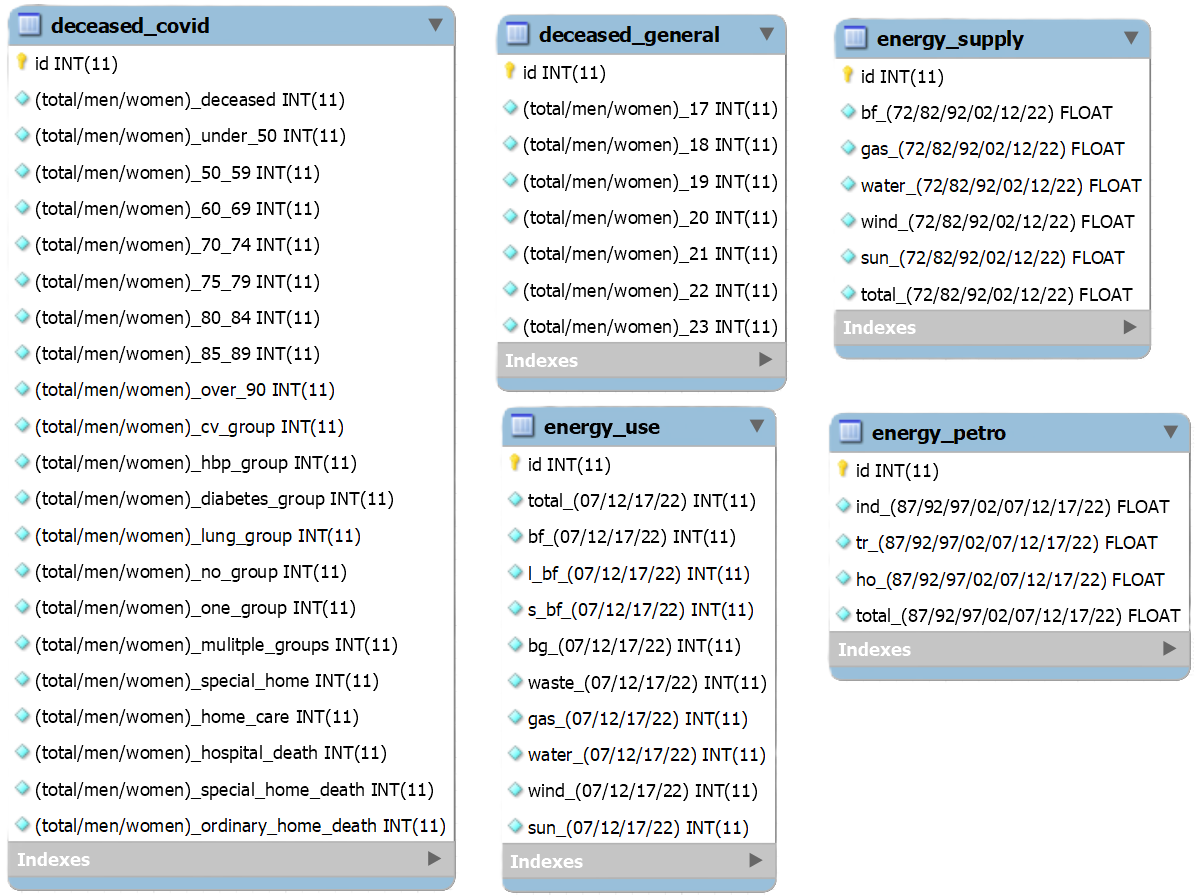 deceased_covid
id INT(11)
(total/men/women)_deceased INT(11)
(total/men/women)_under_50 INT(11)
(total/men/women)_50_59 INT(11)
(total/men/women)_60_69 INT(11)
(total/men/women)_70_74 INT(11)
(total/men/women)_75_79 INT(11)
(total/men/women)_80_84 INT(11)
(total/men/women)_85_89 INT(11)
(total/men/women)_over_90 INT(11)
(total/men/women)_cv_group INT(11)
(total/men/women)_hbp_group INT(11)
(total/men/women)_diabetes_group INT(11)
(total/men/women)_lung_group INT(11)
(total/men/women)_no_group INT(11)
(total/men/women)_one_group INT(11)
(total/men/women)_mulitple_groups INT(11)
(total/men/women)_special_home INT(11)
(total/men/women)_home_care INT(11)
(total/men/women)_hospital_death INT(11)
(total/men/women)_special_home_death INT(11)
(total/men/women)_ordinary_home_death INT(11)
Indexes
deceased_general
id INT(11)
(total/men/women)_17 INT(11)
(total/men/women)_18 INT(11)
(total/men/women)_19 INT(11)
(total/men/women)_20 INT(11)
(total/men/women)_21 INT(11)
(total/men/women)_22 INT(11)
(total/men/women)_23 INT(11)
Indexes
energy_supply
id INT(11)
bf_(72/82/92/02/12/22) FLOAT
gas_(72/82/92/02/12/22) FLOAT
water_(72/82/92/02/12/22) FLOAT
wind_(72/82/92/02/12/22) FLOAT
sun_(72/82/92/02/12/22) FLOAT
total_(72/82/92/02/12/22) FLOAT
Indexes
energy_use
id INT(11)
total_(07/12/17/22) INT(11)
bf_(07/12/17/22) INT(11)
l_bf_(07/12/17/22) INT(11)
s_bf_(07/12/17/22) INT(11)
bg_(07/12/17/22) INT(11)
waste_(07/12/17/22) INT(11)
gas_(07/12/17/22) INT(11)
water_(07/12/17/22) INT(11)
wind_(07/12/17/22) INT(11)
sun_(07/12/17/22) INT(11)
Indexes
energy_petro
id INT(11)
ind_(87/92/97/02/07/12/17/22) FLOAT
tr_(87/92/97/02/07/12/17/22) FLOAT
ho_(87/92/97/02/07/12/17/22) FLOAT
total_(87/92/97/02/07/12/17/22) FLOAT
Indexes